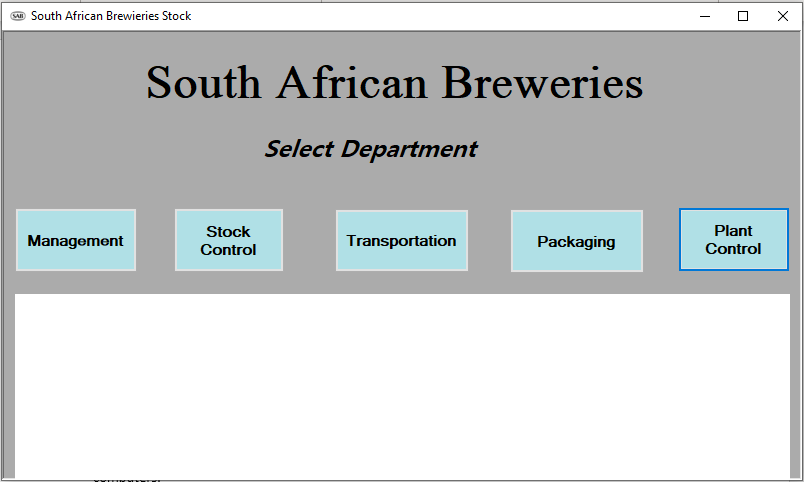 SAB South African Brewieries Stock
South African Breweries
Select Department
Management
Stock
Control
Transportation
Packaging
Plant
Control